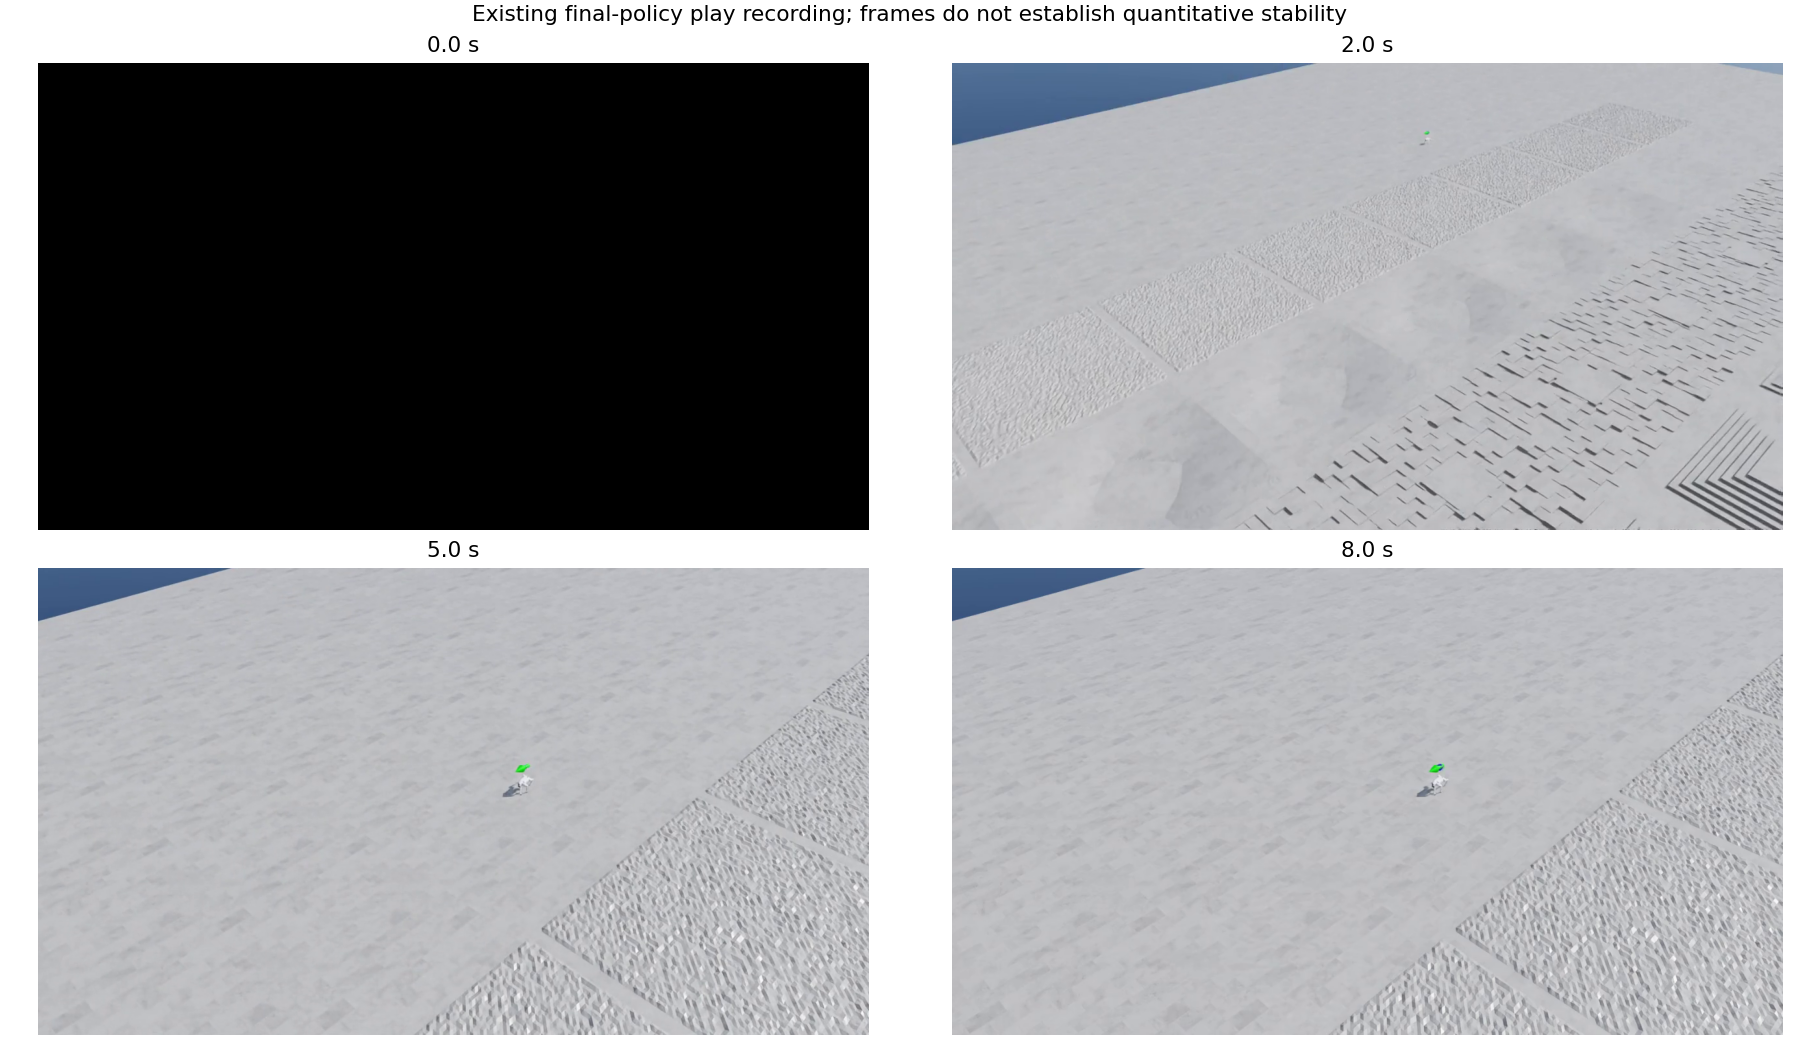 Existing final-policy play recording; frames do not establish quantitative stability
0.0 s
2.0 s
5.0 s
8.0 s